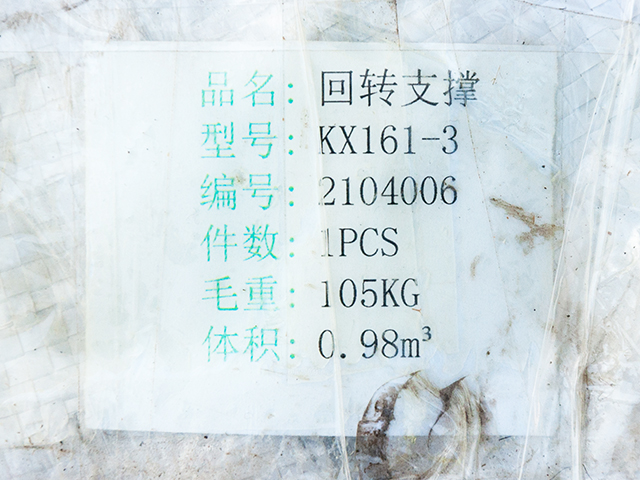 品名：回转支撑
型号：KX161-3
编号：2104006
件数：1PCS
毛重：105KG
体积：0.98m³